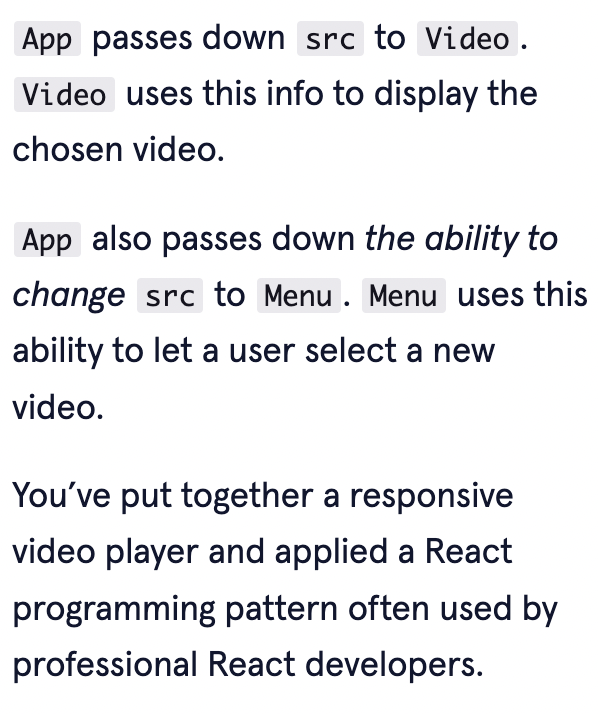 App passes down src to Video.
Video uses this info to display the
chosen video.
App also passes down the ability to
change src to Menu. Menu uses this
ability to let a user select a new
video.
You’ve put together a responsive
video player and applied a React
programming pattern often used by
professional React developers.